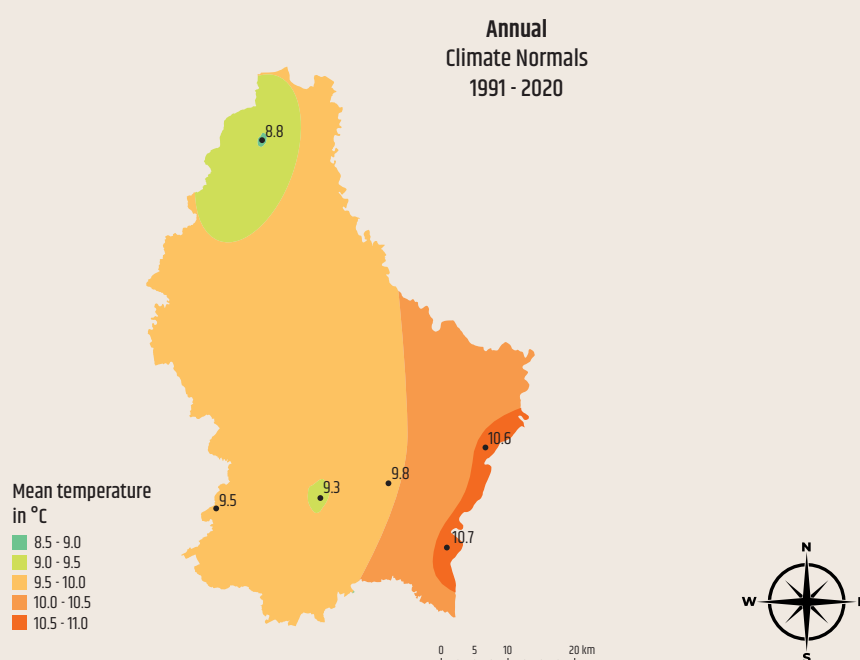 Annual
Climate Normals
1991 - 2020
8.8
10.6
9.8
9.3
9.5
10.7
Mean temperature
in °C
8.5 - 9.0
9.0 - 9.5
9.5 - 10.0
10.0 - 10.5
10.5 - 11.0
N
W
S
0 5 10 20 km